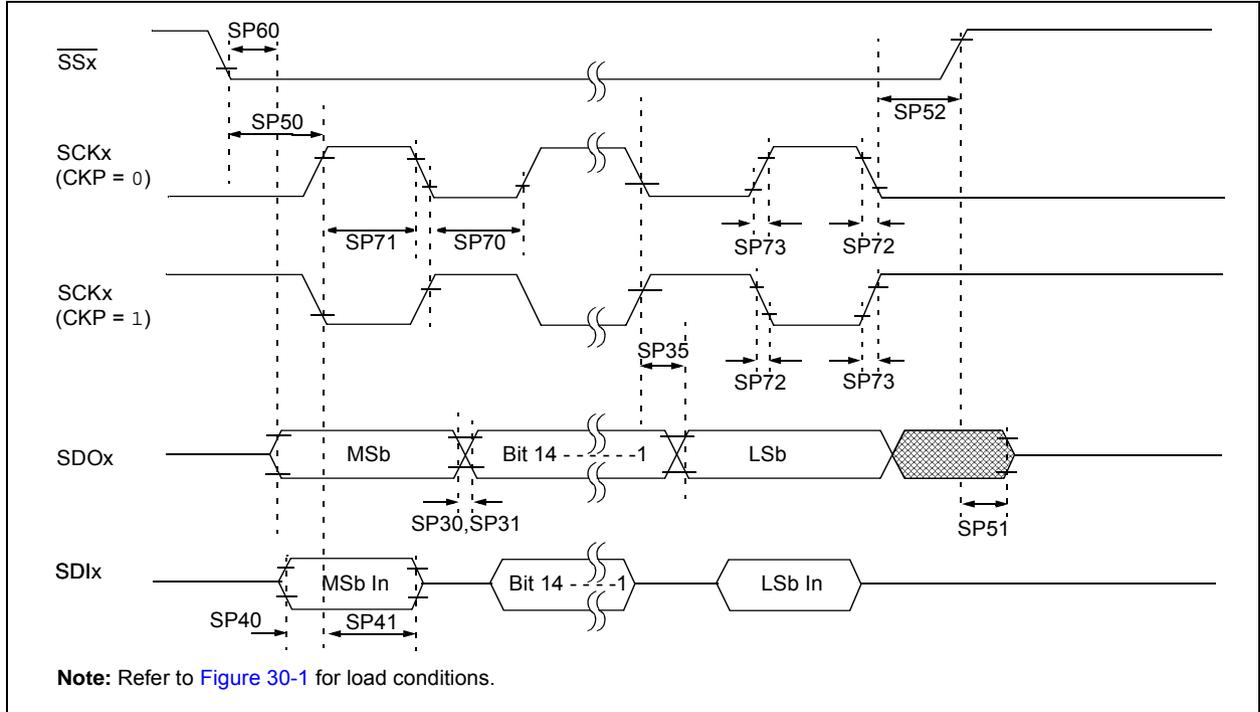 SP60
SSx
SP52
SP50
SCKx
(CKP = 0)
SP71
SP70
SP73
SP72
SCKx
(CKP = 1)
SP35
SP72
SP73
SDOx
MSb
Bit 14 - - - - - -1
LSb
SP30,SP31
SP51
SDIx
MSb In
Bit 14 - - - -1
LSb In
SP40
SP41
Note: Refer to Figure 30-1 for load conditions.